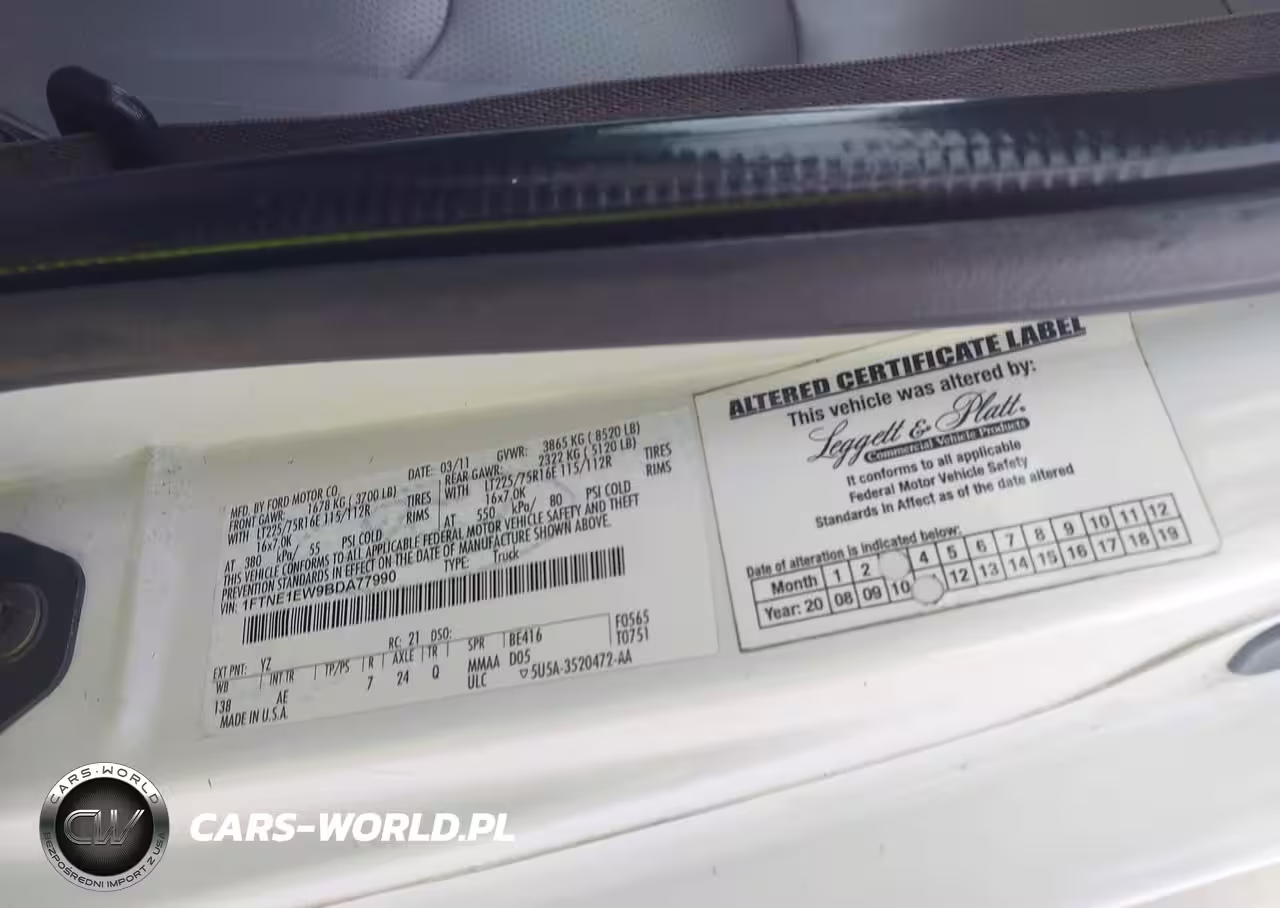 MFD. BY FORD MOTOR CO.
DATE: 03/11 GVWR: 3865 KG ( 8520 LB)
FRONT GAWR: 1678 KG ( 3700 LB)
REAR GAWR: 2322 KG ( 5120 LB)
WITH LT225/75R16E 115/112R TIRES
WITH LT225/75R16E 115/112R TIRES
16x7.0K RIMS
16x7.0K RIMS
AT 380 kPa/ 55 PSI COLD
AT 550 kPa/ 80 PSI COLD
THIS VEHICLE CONFORMS TO ALL APPLICABLE FEDERAL MOTOR VEHICLE SAFETY AND THEFT
PREVENTION STANDARDS IN EFFECT ON THE DATE OF MANUFACTURE SHOWN ABOVE.
VIN: 1FTNE1EW9BDA77990
TYPE: Truck
EXT PNT: YZ RC: 21 DSO:
WB INT TR TP/PS R AXLE TR SPR BE416 F0565
138 AE 7 24 Q MMAA D05 T0751
MADE IN U.S.A. ULC ▽5U5A-3520472-AA
ALTERED CERTIFICATE LABEL
This vehicle was altered by:
Leggett & Platt.
Commercial Vehicle Products
It conforms to all applicable
Federal Motor Vehicle Safety
Standards in Affect as of the date altered
Date of alteration is indicated below:
Month 1 2 4 5 6 7 8 9 10 11 12
Year: 20 08 09 10 12 13 14 15 16 17 18 19
CARS-WORLD
CW
BEZPOŚREDNI IMPORT Z USA
CARS-WORLD.PL